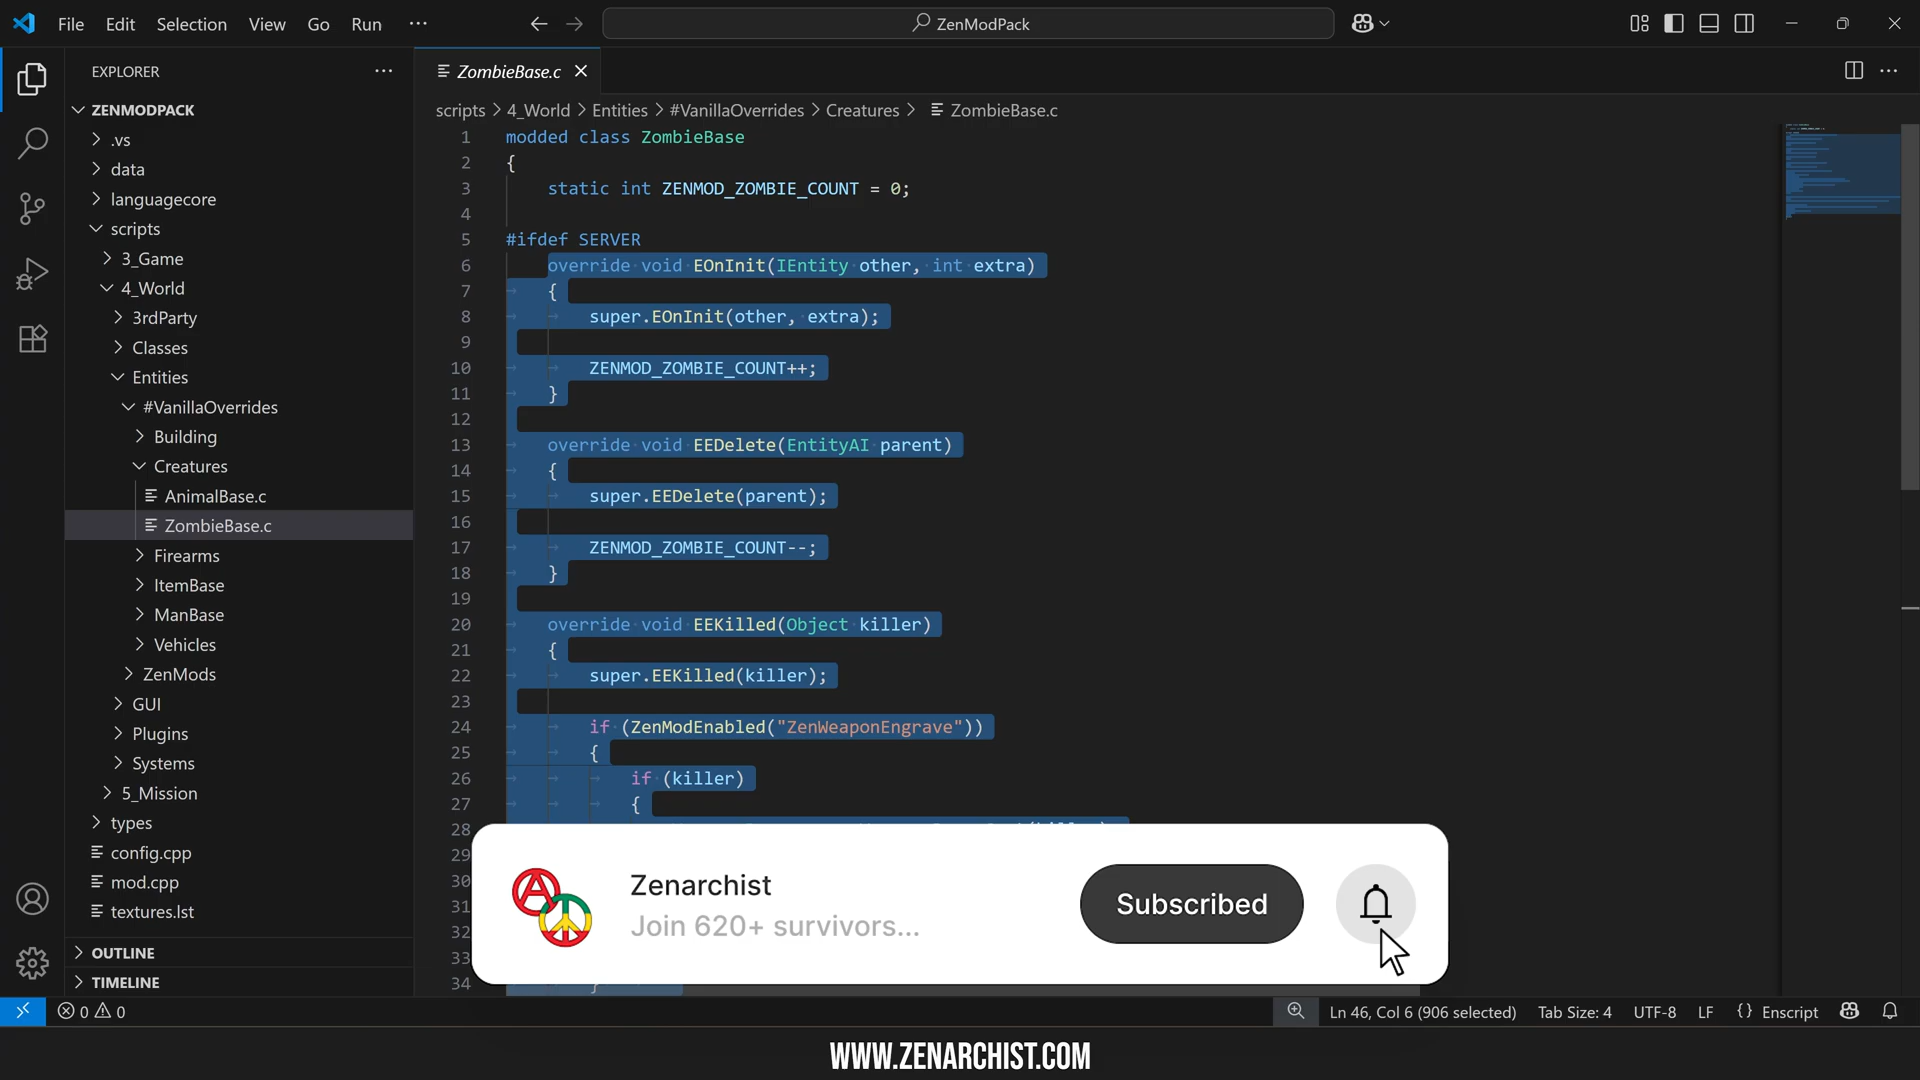 File Edit Selection View Go Run ···
ZenModPack
EXPLORER
ZENMODPACK
.vs
data
languagecore
scripts
3_Game
4_World
3rdParty
Classes
Entities
#VanillaOverrides
Building
Creatures
AnimalBase.c
ZombieBase.c
Firearms
ItemBase
ManBase
Vehicles
ZenMods
GUI
Plugins
Systems
5_Mission
types
config.cpp
mod.cpp
textures.lst
OUTLINE
TIMELINE
ZombieBase.c
scripts > 4_World > Entities > #VanillaOverrides > Creatures > ZombieBase.c
1 modded class ZombieBase
2 {
3 static int ZENMOD_ZOMBIE_COUNT = 0;
4
5 #ifdef SERVER
6 override void EOnInit(IEntity other, int extra)
7 {
8 super.EOnInit(other, extra);
9
10 ZENMOD_ZOMBIE_COUNT++;
11 }
12
13 override void EEDelete(EntityAI parent)
14 {
15 super.EEDelete(parent);
16
17 ZENMOD_ZOMBIE_COUNT--;
18 }
19
20 override void EEKilled(Object killer)
21 {
22 super.EEKilled(killer);
23
24 if (ZenModEnabled("ZenWeaponEngrave"))
25 {
26 if (killer)
27 {
28
29
30
31
32
33
34 }
Zenarchist
Join 620+ survivors...
Subscribed
0 0
Ln 46, Col 6 (906 selected) Tab Size: 4 UTF-8 LF {} Enscript
WWW.ZENARCHIST.COM